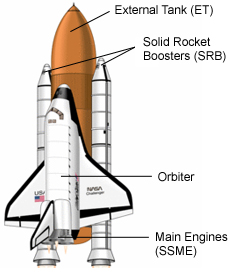 External Tank (ET)
Solid Rocket
Boosters (SRB)
Orbiter
USA
NASA
Challenger
Main Engines
(SSME)